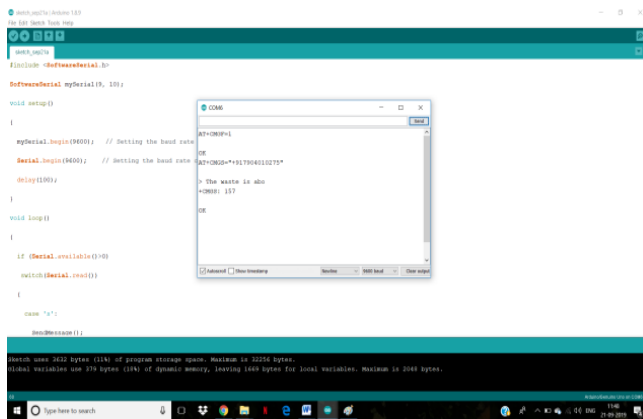 sketch_sep21a | Arduino 1.8.9
File Edit Sketch Tools Help
sketch_sep21a
#include <SoftwareSerial.h>
SoftwareSerial mySerial(9, 10);
void setup()
{
mySerial.begin(9600); // Setting the baud rate
Serial.begin(9600); // Setting the baud rate
delay(100);
}
void loop()
{
if (Serial.available()>0)
switch(Serial.read())
{
case 's':
SendMessage();
COM6
Send
AT+CMGF=1
OK
AT+CMGS="+917904010275"
> The waste is abo
+CMGS: 157
OK
Autoscroll Show timestamp
Newline
9600 baud
Clear output
Sketch uses 3632 bytes (11%) of program storage space. Maximum is 32256 bytes.
Global variables use 379 bytes (18%) of dynamic memory, leaving 1669 bytes for local variables. Maximum is 2048 bytes.
Type here to search
ENG
11:40
21-09-2019